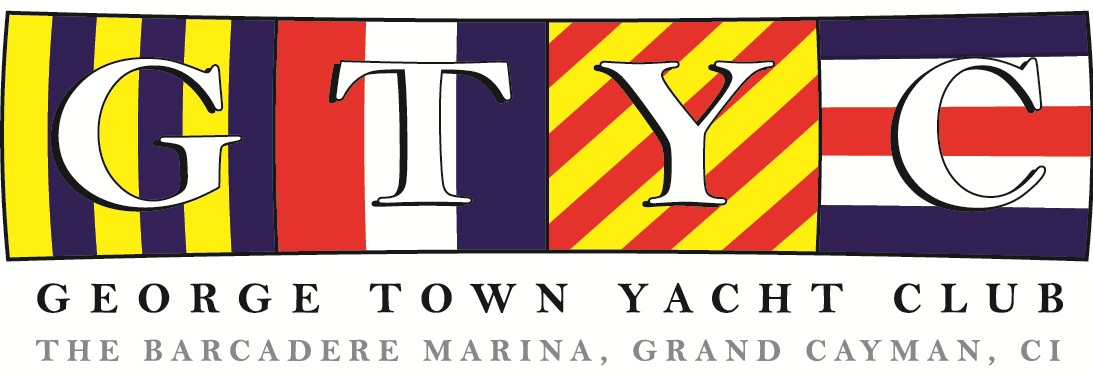 GTYC
GEORGE TOWN YACHT CLUB
THE BARCADERE MARINA, GRAND CAYMAN, CI